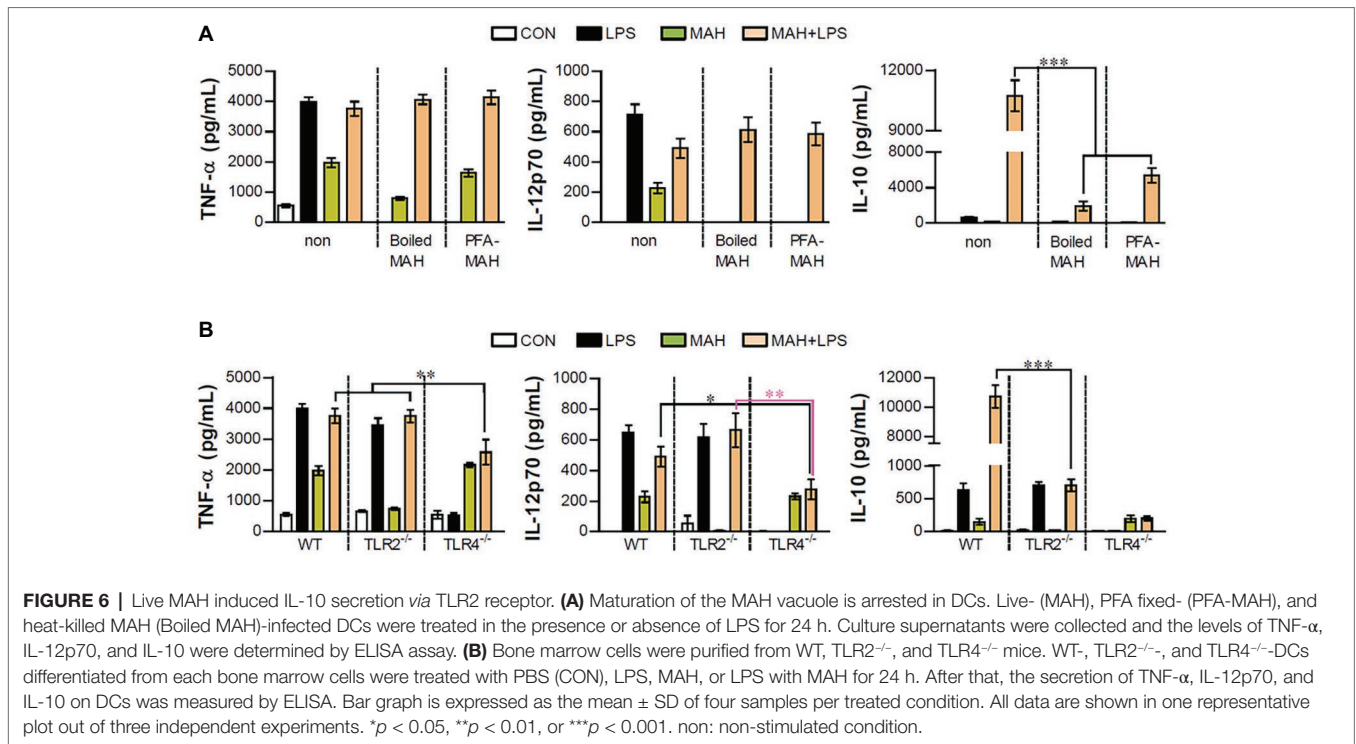 A
CON LPS MAH MAH+LPS
TNF-α (pg/mL)
5000
4000
3000
2000
1000
0
non
Boiled MAH
PFA-MAH
IL-12p70 (pg/mL)
1000
800
600
400
200
0
non
Boiled MAH
PFA-MAH
IL-10 (pg/mL)
12000
9000
8000
4000
0
***
non
Boiled MAH
PFA-MAH
B
CON LPS MAH MAH+LPS
TNF-α (pg/mL)
5000
4000
3000
2000
1000
0
**
WT
TLR2-/-
TLR4-/-
IL-12p70 (pg/mL)
1000
800
600
400
200
0
*
**
WT
TLR2-/-
TLR4-/-
IL-10 (pg/mL)
12000
10000
12000
1000
500
0
***
WT
TLR2-/-
TLR4-/-
FIGURE 6 | Live MAH induced IL-10 secretion via TLR2 receptor. (A) Maturation of the MAH vacuole is arrested in DCs. Live- (MAH), PFA fixed- (PFA-MAH), and
heat-killed MAH (Boiled MAH)-infected DCs were treated in the presence or absence of LPS for 24 h. Culture supernatants were collected and the levels of TNF-α,
IL-12p70, and IL-10 were determined by ELISA assay. (B) Bone marrow cells were purified from WT, TLR2−/−, and TLR4−/− mice. WT-, TLR2−/−-, and TLR4−/−-DCs
differentiated from each bone marrow cells were treated with PBS (CON), LPS, MAH, or LPS with MAH for 24 h. After that, the secretion of TNF-α, IL-12p70, and
IL-10 on DCs was measured by ELISA. Bar graph is expressed as the mean ± SD of four samples per treated condition. All data are shown in one representative
plot out of three independent experiments. *p < 0.05, **p < 0.01, or ***p < 0.001. non: non-stimulated condition.